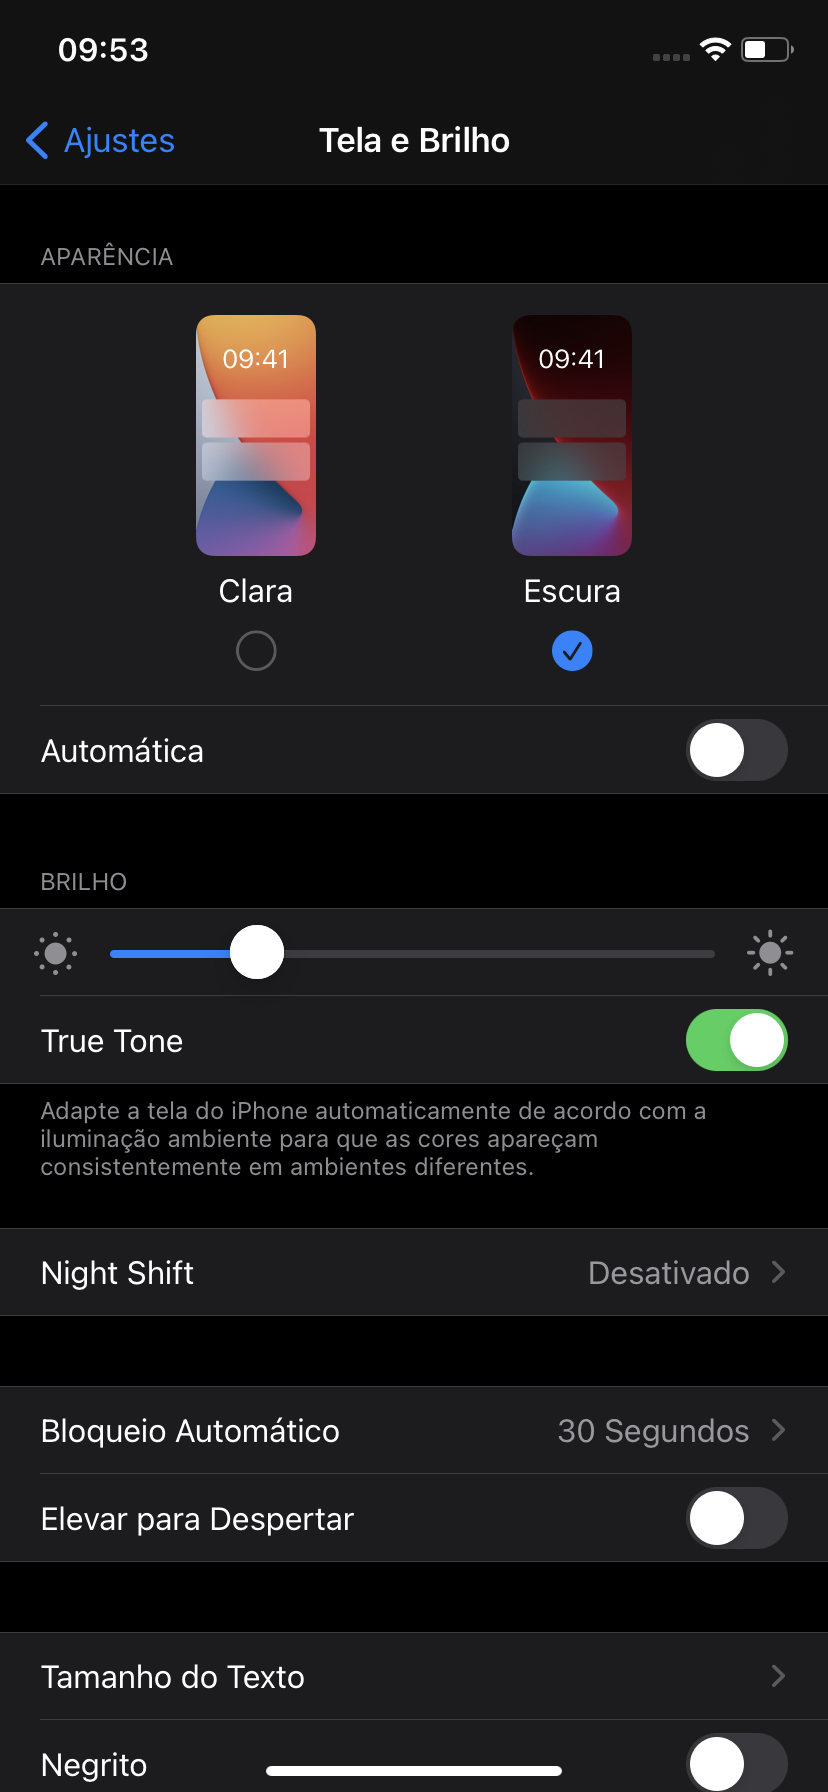 09:53
Ajustes
Tela e Brilho
APARÊNCIA
09:41
09:41
Clara
Escura
Automática
BRILHO
True Tone
Adapte a tela do iPhone automaticamente de acordo com a
iluminação ambiente para que as cores apareçam
consistentemente em ambientes diferentes.
Night Shift
Desativado
Bloqueio Automático
30 Segundos
Elevar para Despertar
Tamanho do Texto
Negrito